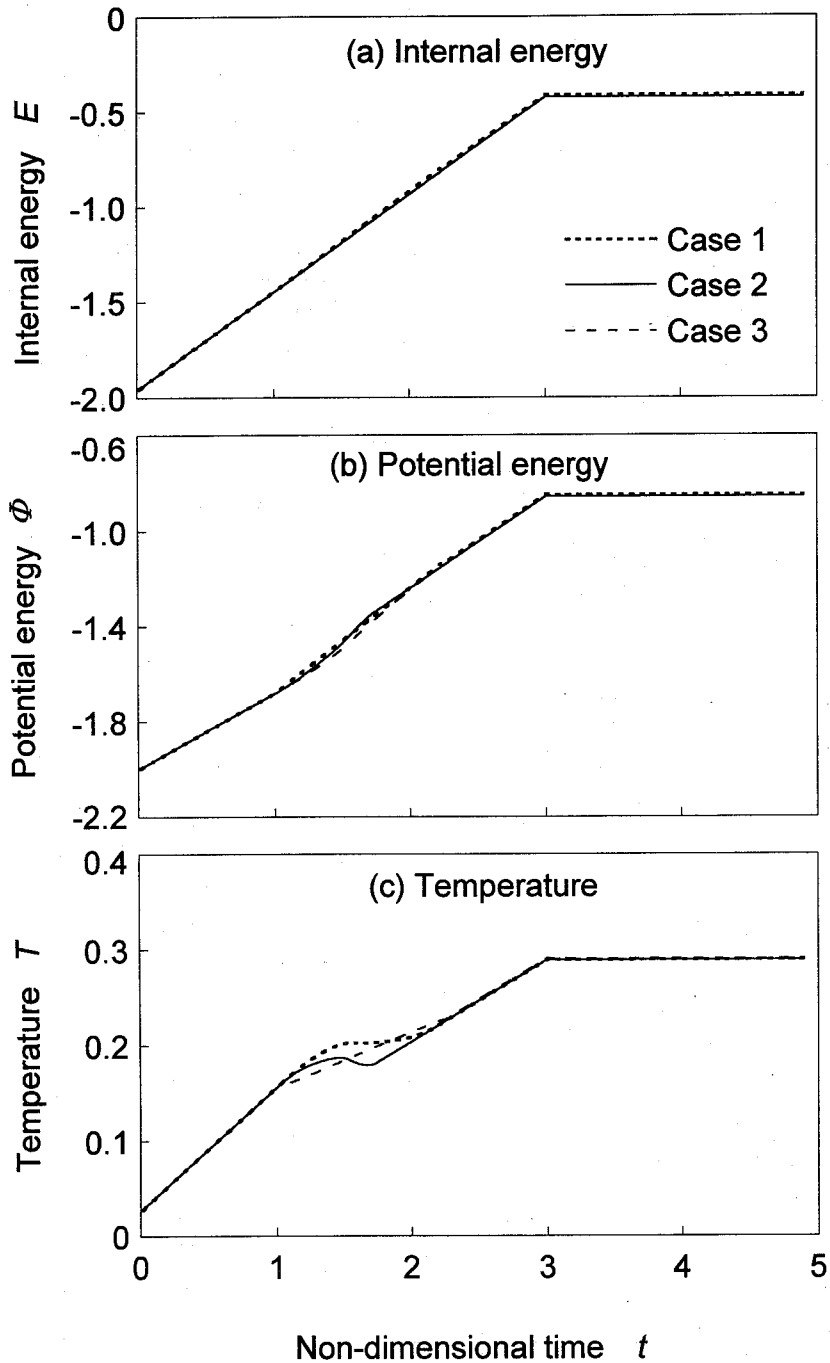 0
-0.5
-1.0
-1.5
-2.0
Internal energy E
(a) Internal energy
Case 1
Case 2
Case 3
-0.6
-1.0
-1.4
-1.8
-2.2
Potential energy Φ
(b) Potential energy
0.4
0.3
0.2
0.1
0
Temperature T
(c) Temperature
0 1 2 3 4 5
Non-dimensional time t